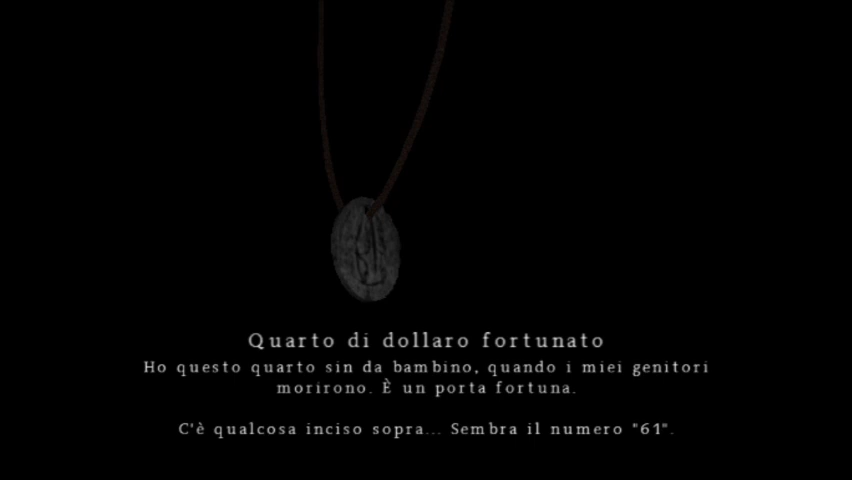 Quarto di dollaro fortunato
Ho questo quarto sin da bambino, quando i miei genitori
morirono. È un porta fortuna.
C'è qualcosa inciso sopra... Sembra il numero "61".